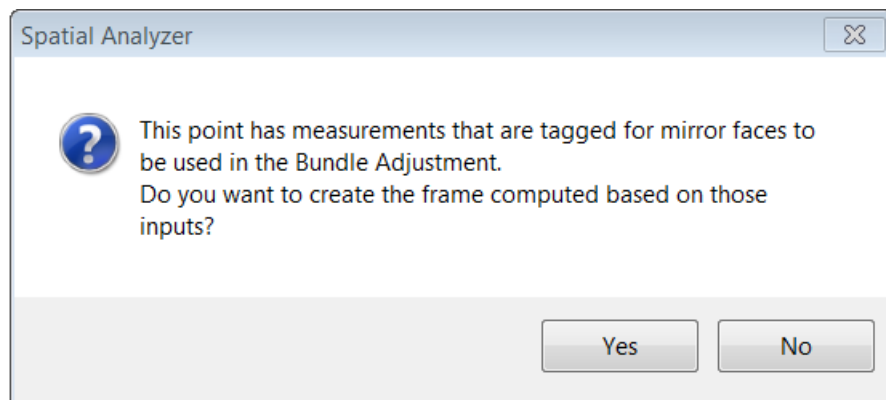 Spatial Analyzer
This point has measurements that are tagged for mirror faces to
be used in the Bundle Adjustment.
Do you want to create the frame computed based on those
inputs?
Yes
No